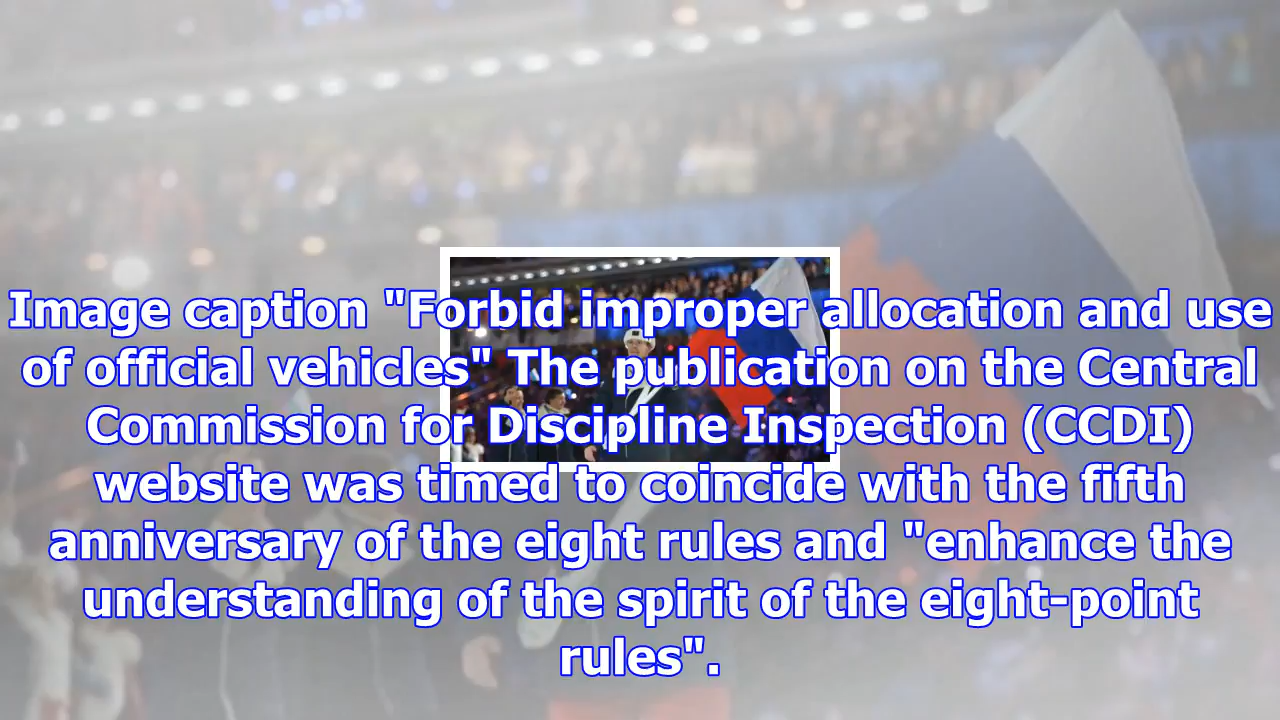 Image caption "Forbid improper allocation and use
of official vehicles" The publication on the Central
Commission for Discipline Inspection (CCDI)
website was timed to coincide with the fifth
anniversary of the eight rules and "enhance the
understanding of the spirit of the eight-point
rules".